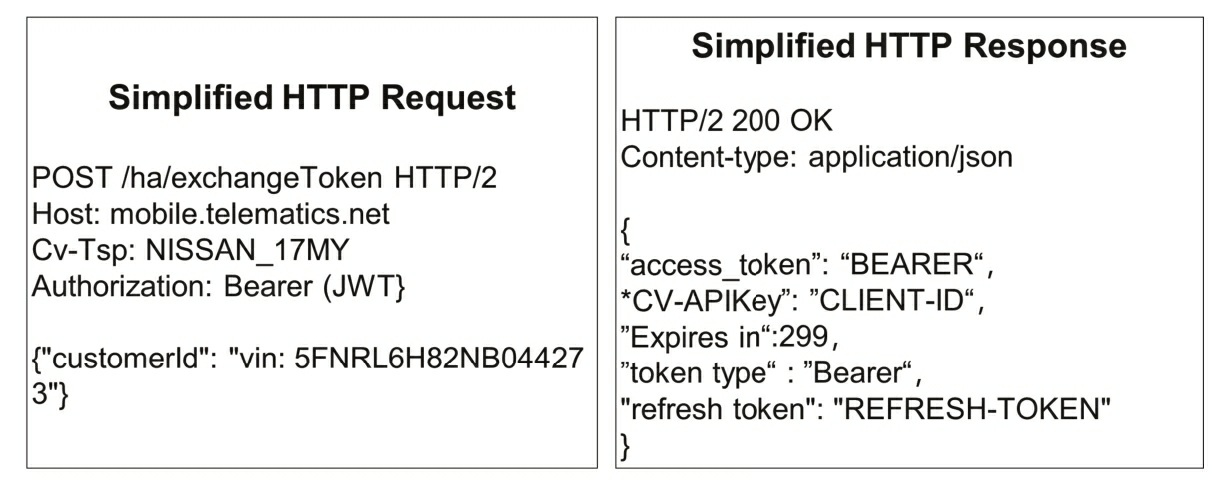 Simplified HTTP Request
POST /ha/exchangeToken HTTP/2
Host: mobile.telematics.net
Cv-Tsp: NISSAN_17MY
Authorization: Bearer (JWT}
{"customerId": "vin: 5FNRL6H82NB04427
3"}
Simplified HTTP Response
HTTP/2 200 OK
Content-type: application/json
{
“access_token”: “BEARER“,
*CV-APIKey”: ”CLIENT-ID“,
”Expires in“:299,
”token type“ : ”Bearer“,
"refresh token": "REFRESH-TOKEN"
}